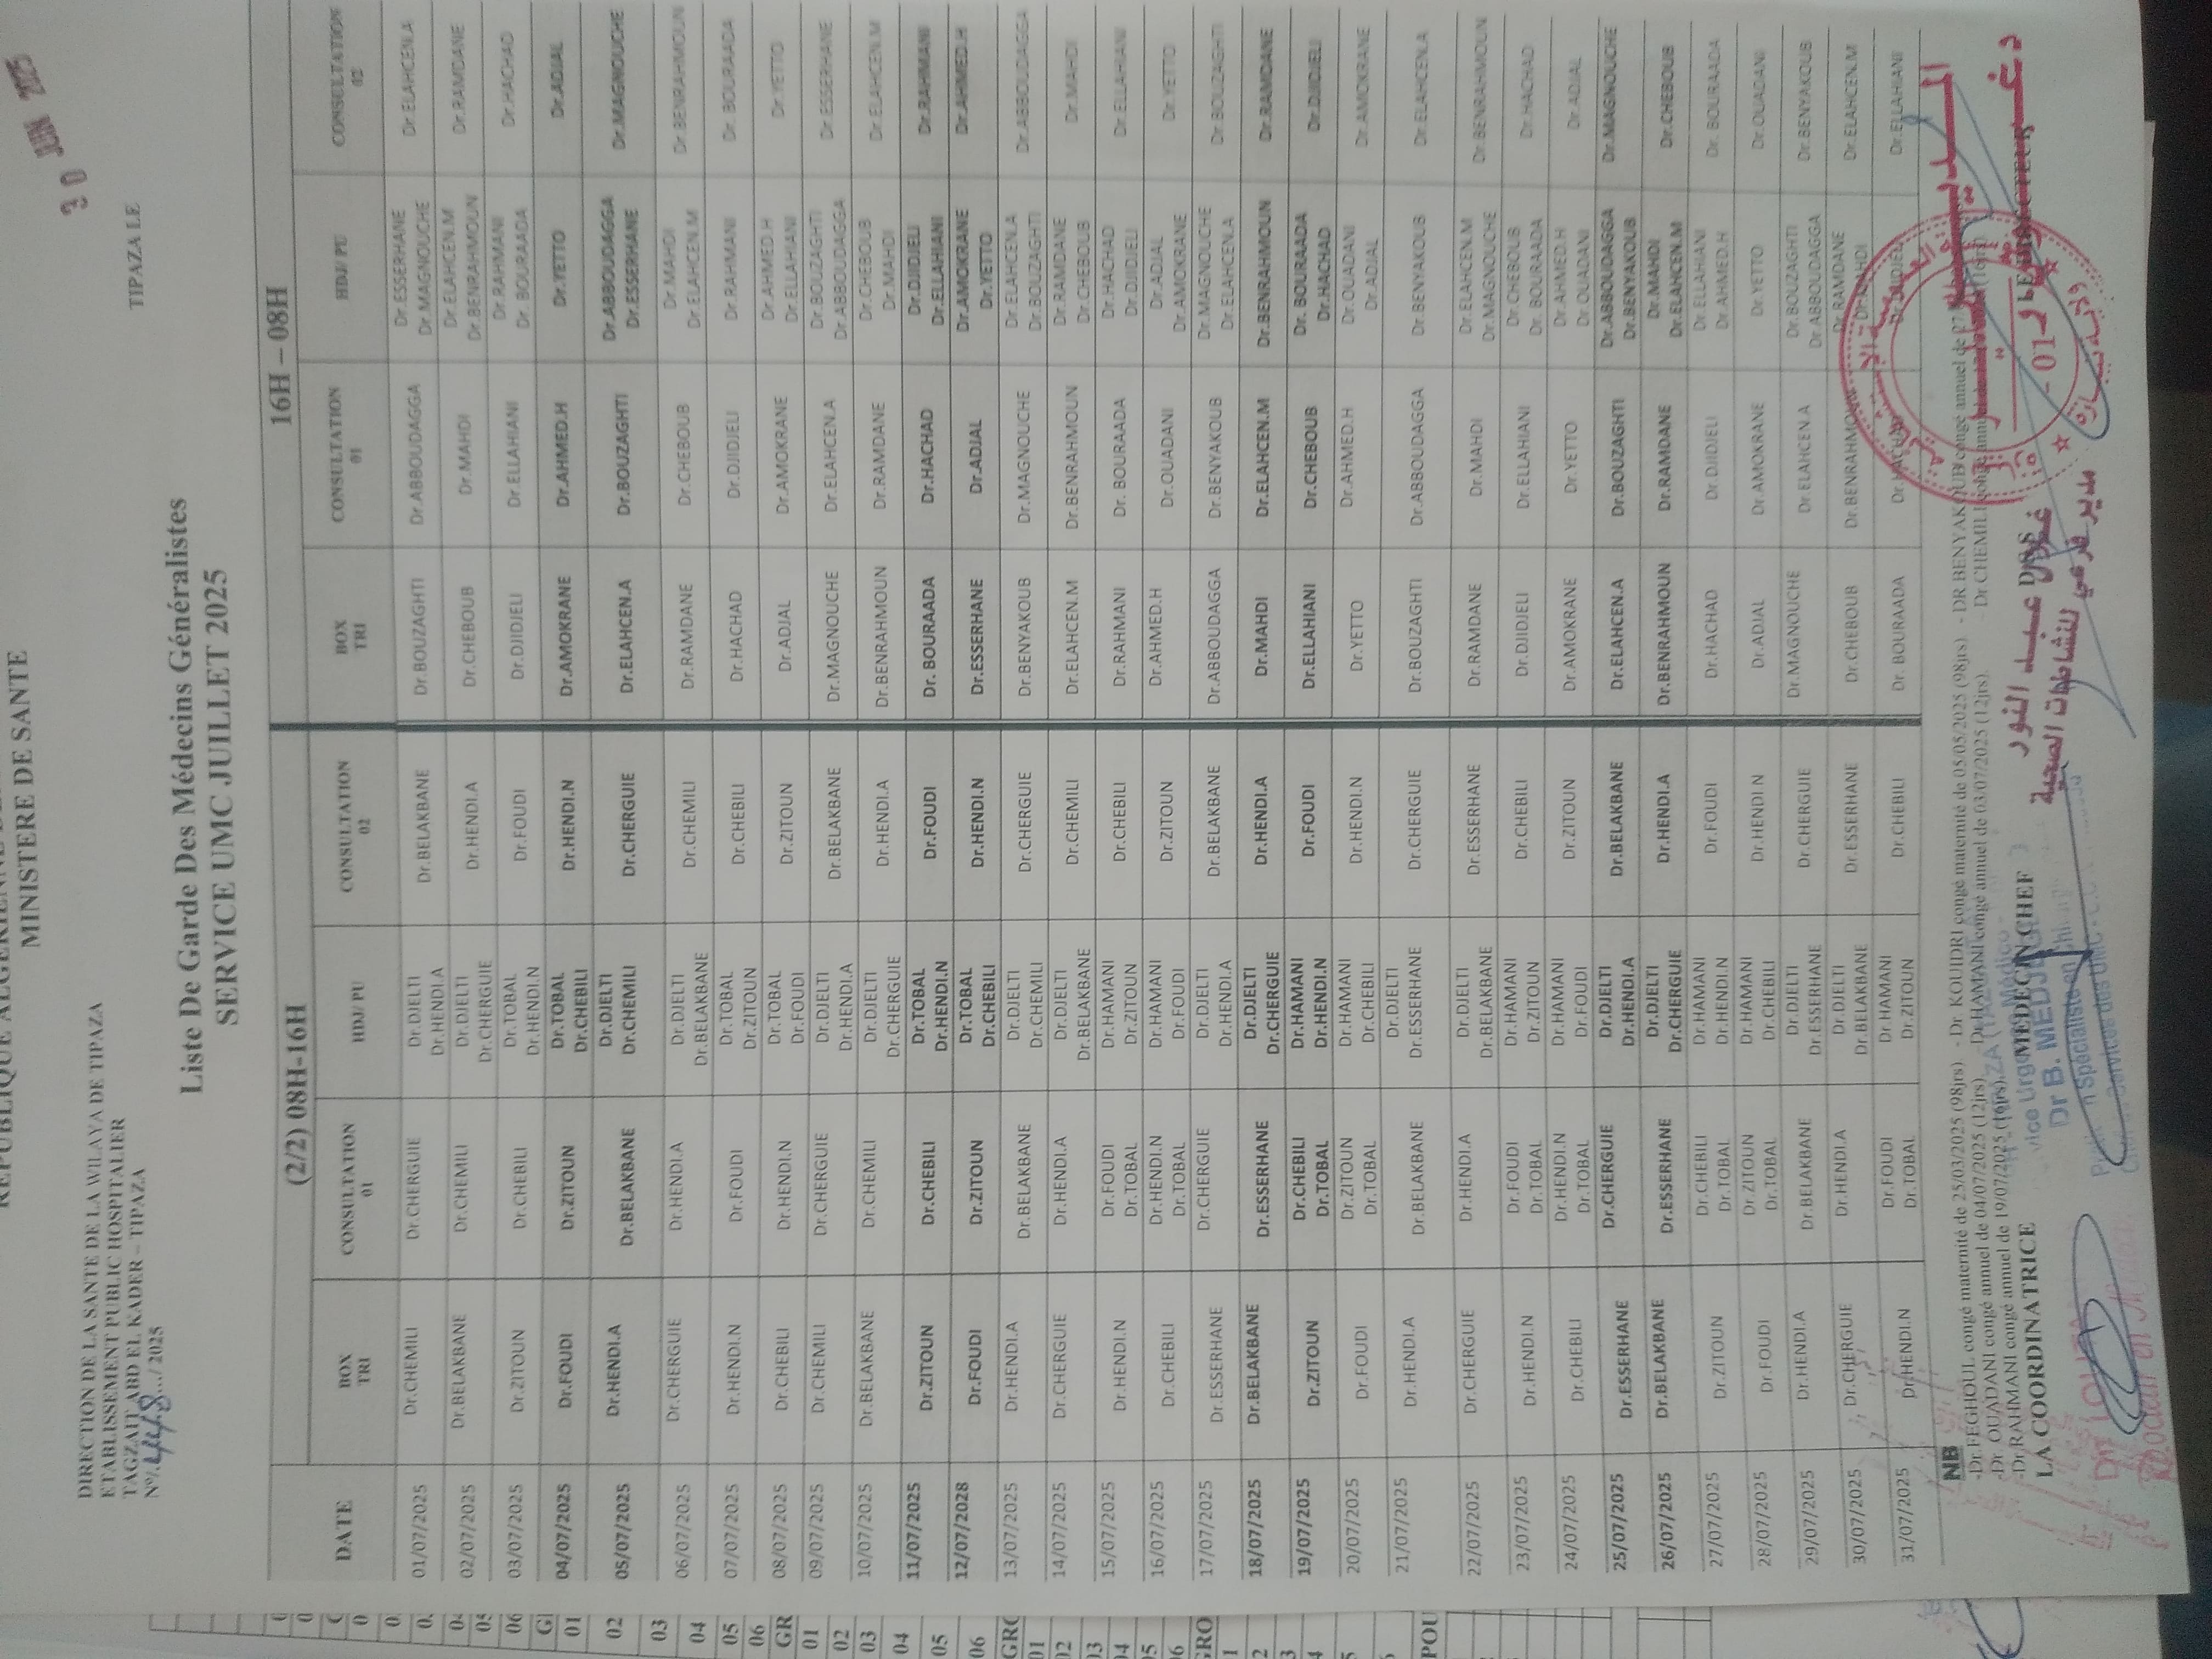 MINISTERE DE SANTE
30 JUIN 2025
DIRECTION DE LA SANTE DE LA WILAYA DE TIPAZA
ETABLISSEMENT PUBLIC HOSPITALIER
TAGZAIT ABD EL KADER – TIPAZA
N°/.448.../ 2025
TIPAZA LE
Liste De Garde Des Médecins Généralistes
SERVICE UMC JUILLET 2025
(2/2) 08H-16H 16H – 08H
DATE BOX TRI CONSULTATION 01 HDJ/ PU CONSULTATION 02 BOX TRI CONSULTATION 01 HDJ/ PU CONSULTATION 02
01/07/2025 Dr.CHEMILI Dr.CHERGUIE Dr.DJELTI Dr.HENDI.A Dr.BELAKBANE Dr.BOUZAGHTI Dr.ABBOUDAGGA Dr.ESSERHANE Dr.MAGNOUCHE Dr.ELAHCEN.A
02/07/2025 Dr.BELAKBANE Dr.CHEMILI Dr.DJELTI Dr.CHERGUIE Dr.HENDI.A Dr.CHEBOUB Dr.MAHDI Dr.ELAHCEN.M Dr.BENRAHMOUN Dr.RAMDANE
03/07/2025 Dr.ZITOUN Dr.CHEBILI Dr.TOBAL Dr.HENDI.N Dr.FOUDI Dr.DJIDJELI Dr.ELLAHIANI Dr.RAHMANI Dr. BOURAADA Dr.HACHAD
04/07/2025 Dr.FOUDI Dr.ZITOUN Dr.TOBAL Dr.CHEBILI Dr.HENDI.N Dr.AMOKRANE Dr.AHMED.H Dr.YETTO Dr.ADJAL
05/07/2025 Dr.HENDI.A Dr.BELAKBANE Dr.DJELTI Dr.CHEMILI Dr.CHERGUIE Dr.ELAHCEN.A Dr.BOUZAGHTI Dr.ABBOUDAGGA Dr.ESSERHANE Dr.MAGNOUCHE
06/07/2025 Dr.CHERGUIE Dr.HENDI.A Dr.DJELTI Dr.BELAKBANE Dr.CHEMILI Dr.RAMDANE Dr.CHEBOUB Dr.MAHDI Dr.ELAHCEN.M Dr.BENRAHMOUN
07/07/2025 Dr.HENDI.N Dr.FOUDI Dr.TOBAL Dr.ZITOUN Dr.CHEBILI Dr.HACHAD Dr.DJIDJELI Dr.RAHMANI Dr. BOURAADA
08/07/2025 Dr.CHEBILI Dr.HENDI.N Dr.TOBAL Dr.FOUDI Dr.ZITOUN Dr.ADJAL Dr.AMOKRANE Dr.AHMED.H Dr.ELLAHIANI Dr.YETTO
09/07/2025 Dr.CHEMILI Dr.CHERGUIE Dr.DJELTI Dr.HENDI.A Dr.BELAKBANE Dr.MAGNOUCHE Dr.ELAHCEN.A Dr.BOUZAGHTI Dr.ABBOUDAGGA Dr.ESSERHANE
10/07/2025 Dr.BELAKBANE Dr.CHEMILI Dr.DJELTI Dr.CHERGUIE Dr.HENDI.A Dr.BENRAHMOUN Dr.RAMDANE Dr.CHEBOUB Dr.MAHDI Dr.ELAHCEN.M
11/07/2025 Dr.ZITOUN Dr.CHEBILI Dr.TOBAL Dr.HENDI.N Dr.FOUDI Dr. BOURAADA Dr.HACHAD Dr.DJIDJELI Dr.ELLAHIANI Dr.RAHMANI
12/07/2028 Dr.FOUDI Dr.ZITOUN Dr.TOBAL Dr.CHEBILI Dr.HENDI.N Dr.ESSERHANE Dr.ADJAL Dr.AMOKRANE Dr.YETTO Dr.AHMED.H
13/07/2025 Dr.HENDI.A Dr.BELAKBANE Dr.DJELTI Dr.CHEMILI Dr.CHERGUIE Dr.BENYAKOUB Dr.MAGNOUCHE Dr.ELAHCEN.A Dr.BOUZAGHTI Dr.ABBOUDAGGA
14/07/2025 Dr.CHERGUIE Dr.HENDI.A Dr.DJELTI Dr.BELAKBANE Dr.CHEMILI Dr.ELAHCEN.M Dr.BENRAHMOUN Dr.RAMDANE Dr.CHEBOUB Dr.MAHDI
15/07/2025 Dr.HENDI.N Dr.FOUDI Dr.TOBAL Dr.HAMANI Dr.ZITOUN Dr.CHEBILI Dr.RAHMANI Dr. BOURAADA Dr.HACHAD Dr.DJIDJELI Dr.ELLAHIANI
16/07/2025 Dr.CHEBILI Dr.HENDI.N Dr.TOBAL Dr.HAMANI Dr.FOUDI Dr.ZITOUN Dr.AHMED.H Dr.OUADANI Dr.ADJAL Dr.AMOKRANE Dr.YETTO
17/07/2025 Dr.ESSERHANE Dr.CHERGUIE Dr.DJELTI Dr.HENDI.A Dr.BELAKBANE Dr.ABBOUDAGGA Dr.BENYAKOUB Dr.MAGNOUCHE Dr.ELAHCEN.A Dr.BOUZAGHTI
18/07/2025 Dr.BELAKBANE Dr.ESSERHANE Dr.DJELTI Dr.CHERGUIE Dr.HENDI.A Dr.MAHDI Dr.ELAHCEN.M Dr.BENRAHMOUN Dr.RAMDANE
19/07/2025 Dr.ZITOUN Dr.CHEBILI Dr.TOBAL Dr.HAMANI Dr.HENDI.N Dr.FOUDI Dr.ELLAHIANI Dr.CHEBOUB Dr. BOURAADA Dr.HACHAD Dr.DJIDJELI
20/07/2025 Dr.FOUDI Dr.ZITOUN Dr.TOBAL Dr.HAMANI Dr.CHEBILI Dr.HENDI.N Dr.YETTO Dr.AHMED.H Dr.OUADANI Dr.ADJAL Dr.AMOKRANE
21/07/2025 Dr.HENDI.A Dr.BELAKBANE Dr.DJELTI Dr.ESSERHANE Dr.CHERGUIE Dr.BOUZAGHTI Dr.ABBOUDAGGA Dr.BENYAKOUB Dr.ELAHCEN.A
22/07/2025 Dr.CHERGUIE Dr.HENDI.A Dr.DJELTI Dr.BELAKBANE Dr.ESSERHANE Dr.RAMDANE Dr.MAHDI Dr.ELAHCEN.M Dr.MAGNOUCHE Dr.BENRAHMOUN
23/07/2025 Dr.HENDI.N Dr.FOUDI Dr.TOBAL Dr.HAMANI Dr.ZITOUN Dr.CHEBILI Dr.DJIDJELI Dr.ELLAHIANI Dr.CHEBOUB Dr. BOURAADA Dr.HACHAD
24/07/2025 Dr.CHEBILI Dr.HENDI.N Dr.TOBAL Dr.HAMANI Dr.FOUDI Dr.ZITOUN Dr.AMOKRANE Dr.YETTO Dr.AHMED.H Dr.OUADANI Dr.ADJAL
25/07/2025 Dr.ESSERHANE Dr.CHERGUIE Dr.DJELTI Dr.HENDI.A Dr.BELAKBANE Dr.ELAHCEN.A Dr.BOUZAGHTI Dr.ABBOUDAGGA Dr.BENYAKOUB Dr.MAGNOUCHE
26/07/2025 Dr.BELAKBANE Dr.ESSERHANE Dr.DJELTI Dr.CHERGUIE Dr.HENDI.A Dr.BENRAHMOUN Dr.RAMDANE Dr.MAHDI Dr.ELAHCEN.M Dr.CHEBOUB
27/07/2025 Dr.ZITOUN Dr.CHEBILI Dr.TOBAL Dr.HAMANI Dr.HENDI.N Dr.FOUDI Dr.HACHAD Dr.DJIDJELI Dr.ELLAHIANI Dr.AHMED.H Dr. BOURAADA
28/07/2025 Dr.FOUDI Dr.ZITOUN Dr.TOBAL Dr.HAMANI Dr.CHEBILI Dr.HENDI.N Dr.ADJAL Dr.AMOKRANE Dr.YETTO Dr.OUADANI
29/07/2025 Dr.HENDI.A Dr.BELAKBANE Dr.DJELTI Dr.ESSERHANE Dr.CHERGUIE Dr.MAGNOUCHE Dr.ELAHCEN.A Dr.BOUZAGHTI Dr.ABBOUDAGGA Dr.BENYAKOUB
30/07/2025 Dr.CHERGUIE Dr.HENDI.A Dr.DJELTI Dr.BELAKBANE Dr.ESSERHANE Dr.CHEBOUB Dr.BENRAHMOUN Dr.RAMDANE Dr.MAHDI Dr.ELAHCEN.M
31/07/2025 Dr.HENDI.N Dr.FOUDI Dr.TOBAL Dr.HAMANI Dr.ZITOUN Dr.CHEBILI Dr. BOURAADA Dr.HACHAD Dr.DJIDJELI Dr.ELLAHIANI
NB
-Dr.FEGHOUL congé maternité de 25/03/2025 (98jrs) - Dr. KOUIDRI congé maternité de 05/05/2025 (98jrs) - DR.BENYAKOUB congé annuel de
-Dr. OUADANI congé annuel de 04/07/2025 (12jrs). -Dr.HAMANI congé annuel de 03/07/2025 (12jrs). Dr.CHEMILI congé annuel de
-Dr.RAHMANI congé annuel de 19/07/2025 (16jrs).
LA COORDINATRICE MEDECIN CHEF DSS LE DIRECTEUR
Dr B. MEDJ
Spécialiste en
Services des UMC
عبد النور
مدير فرعي للنشاطات الصحية
المدير
- 01 -